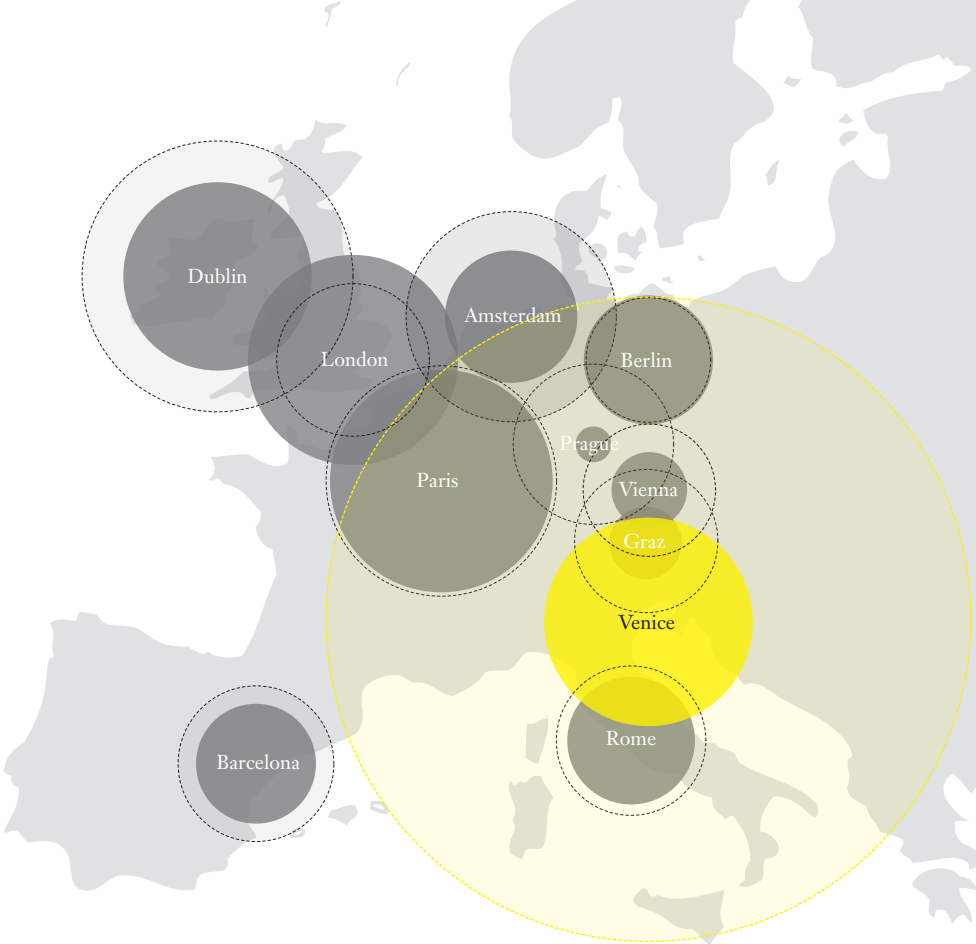 Dublin
Amsterdam
London
Berlin
Prague
Paris
Vienna
Graz
Venice
Rome
Barcelona